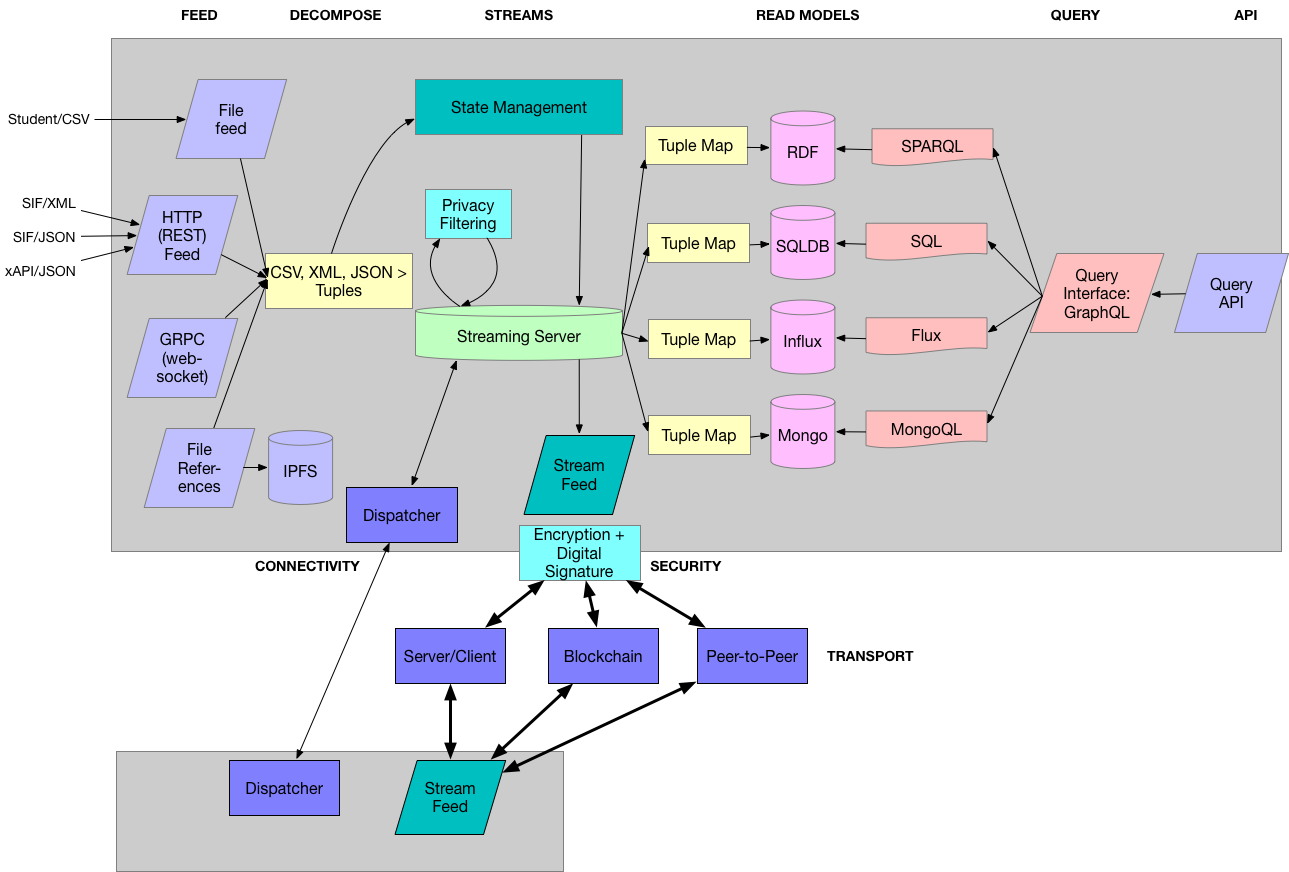 FEED
DECOMPOSE
STREAMS
READ MODELS
QUERY
API
Student/CSV
File
feed
State Management
SIF/XML
SIF/JSON
xAPI/JSON
HTTP
(REST)
Feed
Privacy
Filtering
CSV, XML, JSON >
Tuples
Streaming Server
GRPC
(web-
socket)
File
Refer-
ences
IPFS
Dispatcher
Stream
Feed
Tuple Map
RDF
SPARQL
Tuple Map
SQLDB
SQL
Tuple Map
Influx
Flux
Tuple Map
Mongo
MongoQL
Query
Interface:
GraphQL
Query
API
Encryption +
Digital
Signature
CONNECTIVITY
SECURITY
Server/Client
Blockchain
Peer-to-Peer
TRANSPORT
Dispatcher
Stream
Feed